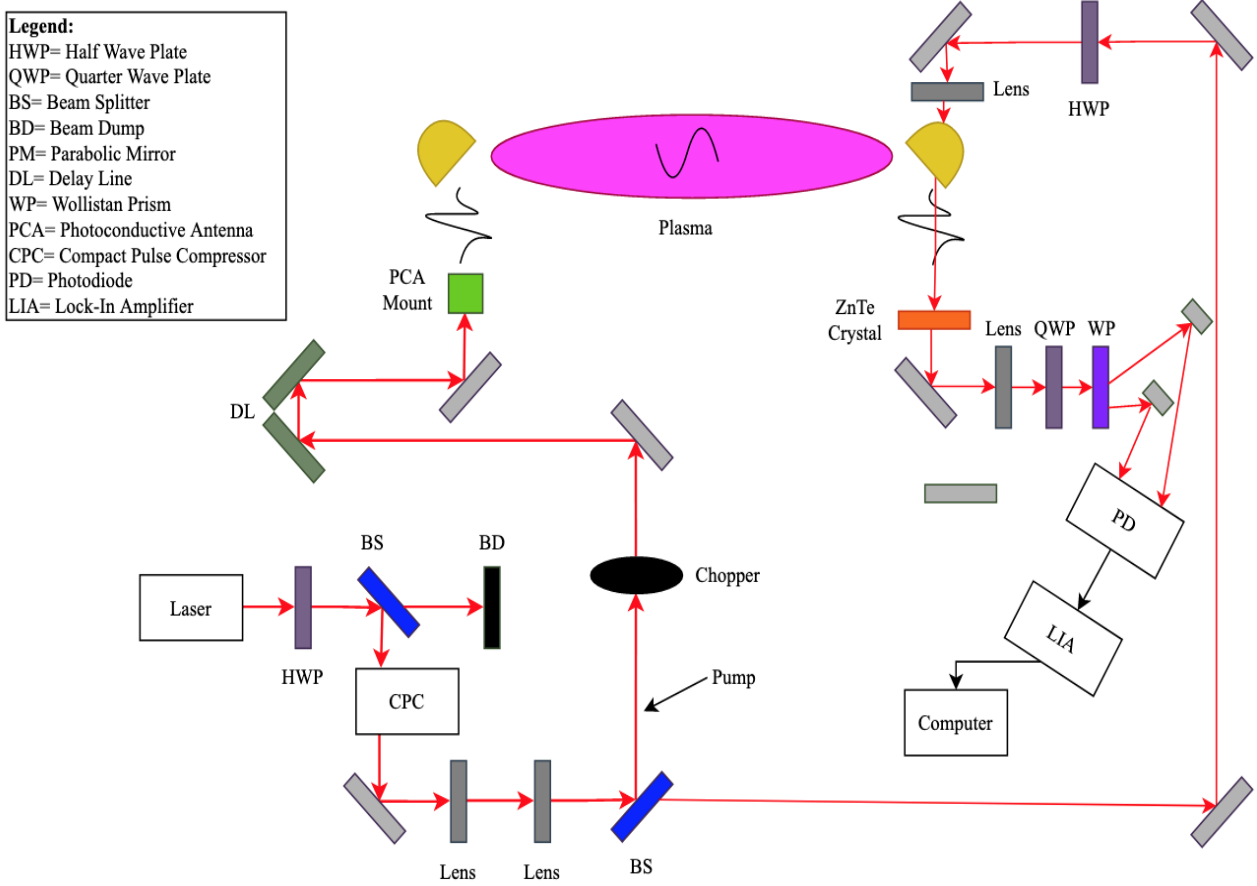 Legend:
HWP= Half Wave Plate
QWP= Quarter Wave Plate
BS= Beam Splitter
BD= Beam Dump
PM= Parabolic Mirror
DL= Delay Line
WP= Wollistan Prism
PCA= Photoconductive Antenna
CPC= Compact Pulse Compressor
PD= Photodiode
LIA= Lock-In Amplifier
Lens
HWP
Plasma
PCA
Mount
ZnTe
Crystal
Lens
QWP
WP
DL
PD
BS
BD
Chopper
Laser
LIA
HWP
Pump
CPC
Computer
Lens
Lens
BS